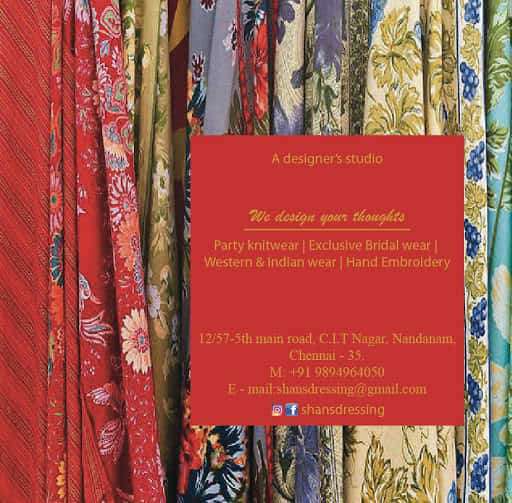 A designer's studio
We design your thoughts
Party knitwear | Exclusive Bridal wear |
Western & Indian wear | Hand Embroidery
12/57-5th main road, C.I.T Nagar, Nandanam,
Chennai - 35.
M: +91 9894964050
E - mail:shansdressing@gmail.com
shansdressing